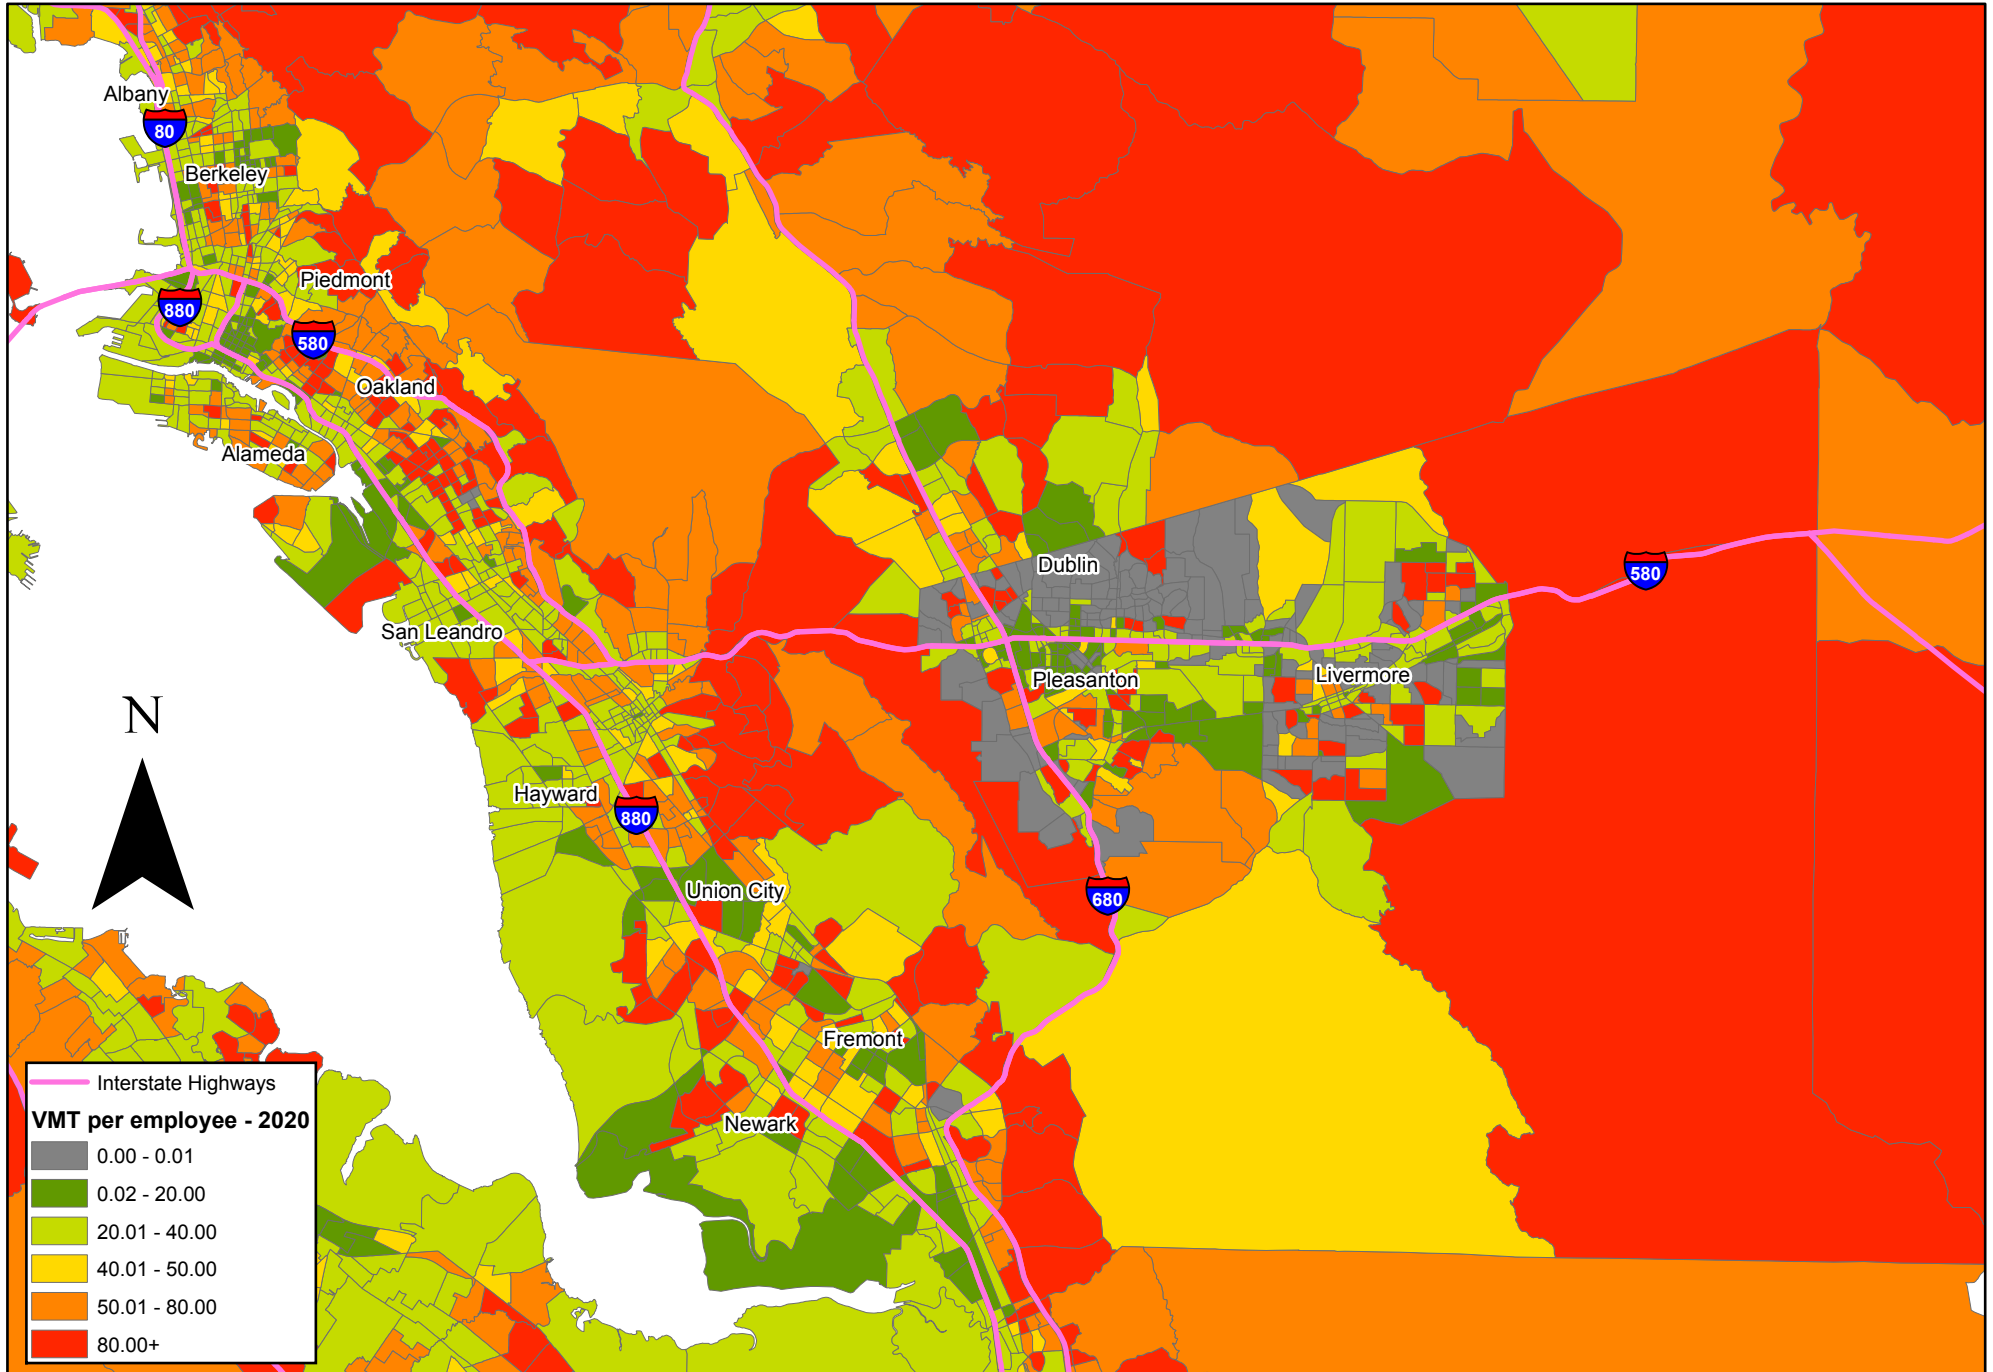 Albany
80
Berkeley
Piedmont
880
580
Oakland
Alameda
Dublin
580
San Leandro
Pleasanton
Livermore
N
Hayward
880
Union City
680
Fremont
Newark
Interstate Highways
VMT per employee - 2020
0.00 - 0.01
0.02 - 20.00
20.01 - 40.00
40.01 - 50.00
50.01 - 80.00
80.00+